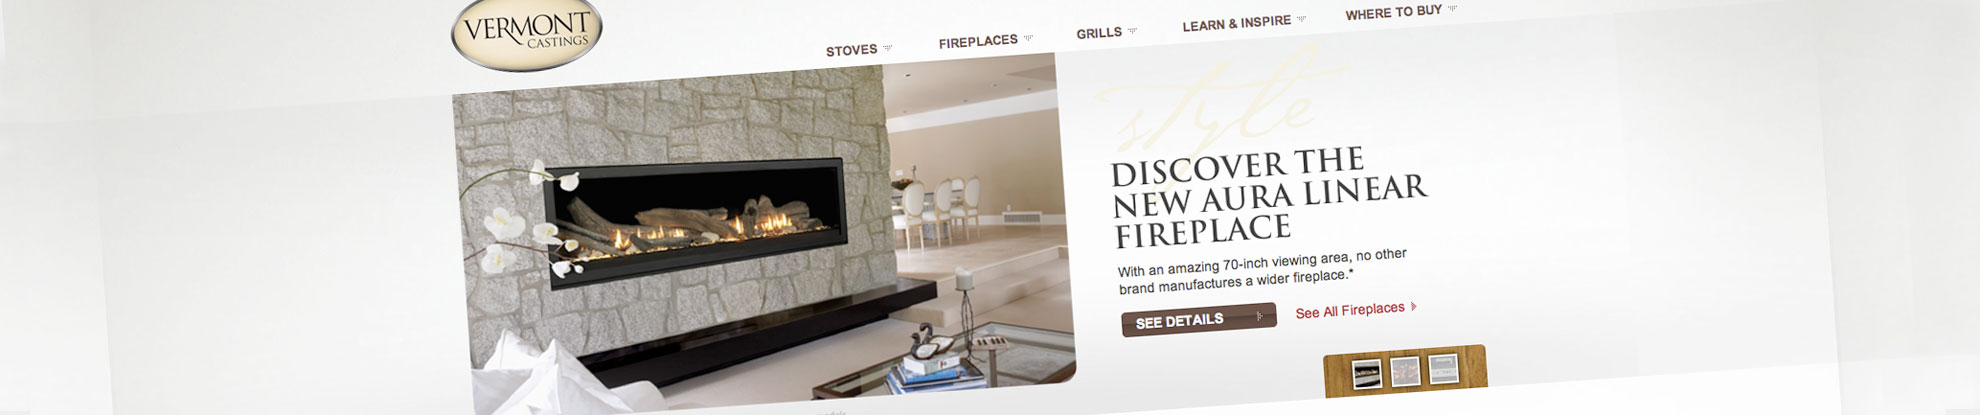 VERMONT
CASTINGS
STOVES
FIREPLACES
GRILLS
LEARN & INSPIRE
WHERE TO BUY
style
DISCOVER THE
NEW AURA LINEAR
FIREPLACE
With an amazing 70-inch viewing area, no other
brand manufactures a wider fireplace.*
SEE DETAILS
See All Fireplaces